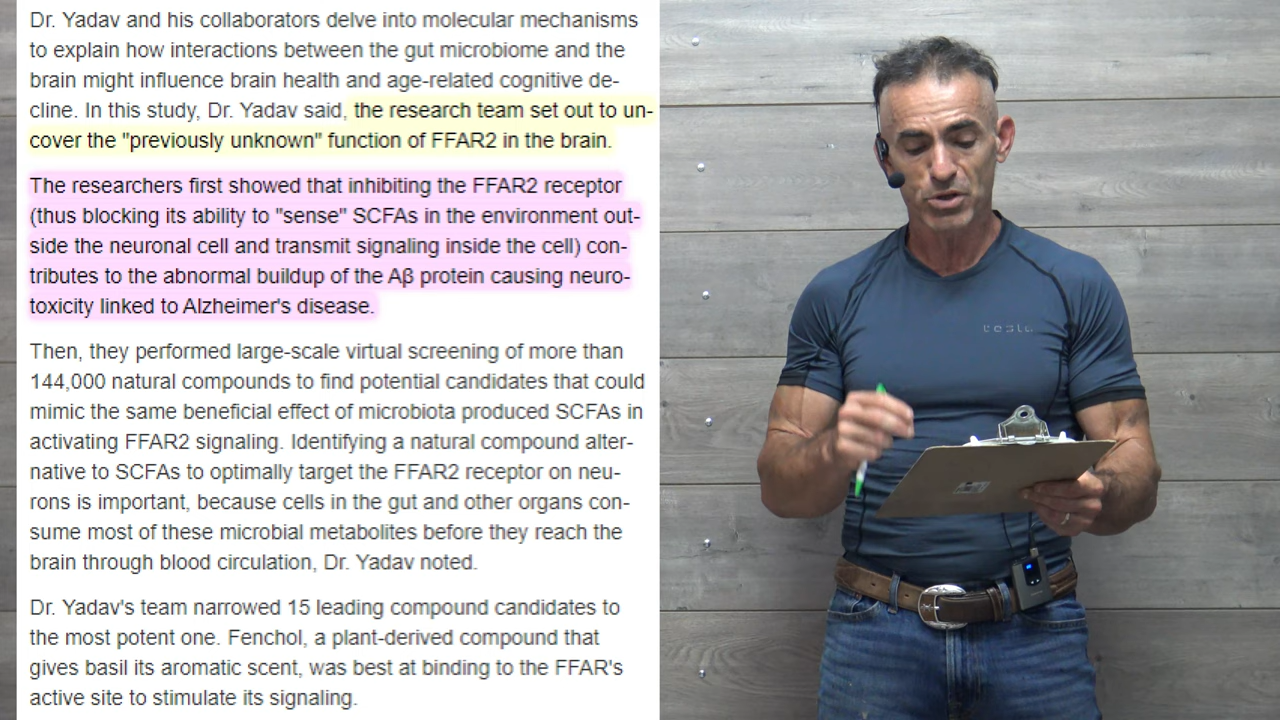 Dr. Yadav and his collaborators delve into molecular mechanisms
to explain how interactions between the gut microbiome and the
brain might influence brain health and age-related cognitive de-
cline. In this study, Dr. Yadav said, the research team set out to un-
cover the "previously unknown" function of FFAR2 in the brain.
The researchers first showed that inhibiting the FFAR2 receptor
(thus blocking its ability to "sense" SCFAs in the environment out-
side the neuronal cell and transmit signaling inside the cell) con-
tributes to the abnormal buildup of the Aβ protein causing neuro-
toxicity linked to Alzheimer's disease.
Then, they performed large-scale virtual screening of more than
144,000 natural compounds to find potential candidates that could
mimic the same beneficial effect of microbiota produced SCFAs in
activating FFAR2 signaling. Identifying a natural compound alter-
native to SCFAs to optimally target the FFAR2 receptor on neu-
rons is important, because cells in the gut and other organs con-
sume most of these microbial metabolites before they reach the
brain through blood circulation, Dr. Yadav noted.
Dr. Yadav's team narrowed 15 leading compound candidates to
the most potent one. Fenchol, a plant-derived compound that
gives basil its aromatic scent, was best at binding to the FFAR's
active site to stimulate its signaling.